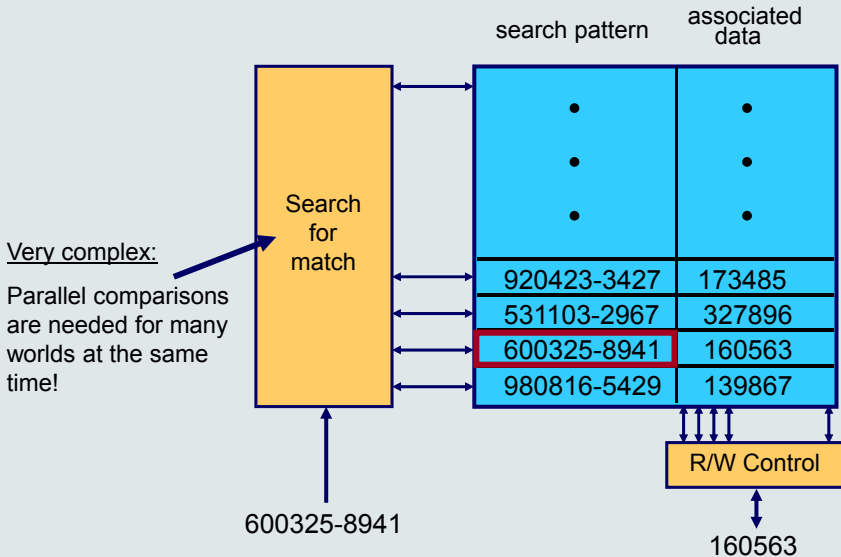 search pattern
associated
data
Search
for
match
Very complex:
Parallel comparisons
are needed for many
worlds at the same
time!
920423-3427 173485
531103-2967 327896
600325-8941 160563
980816-5429 139867
R/W Control
600325-8941
160563